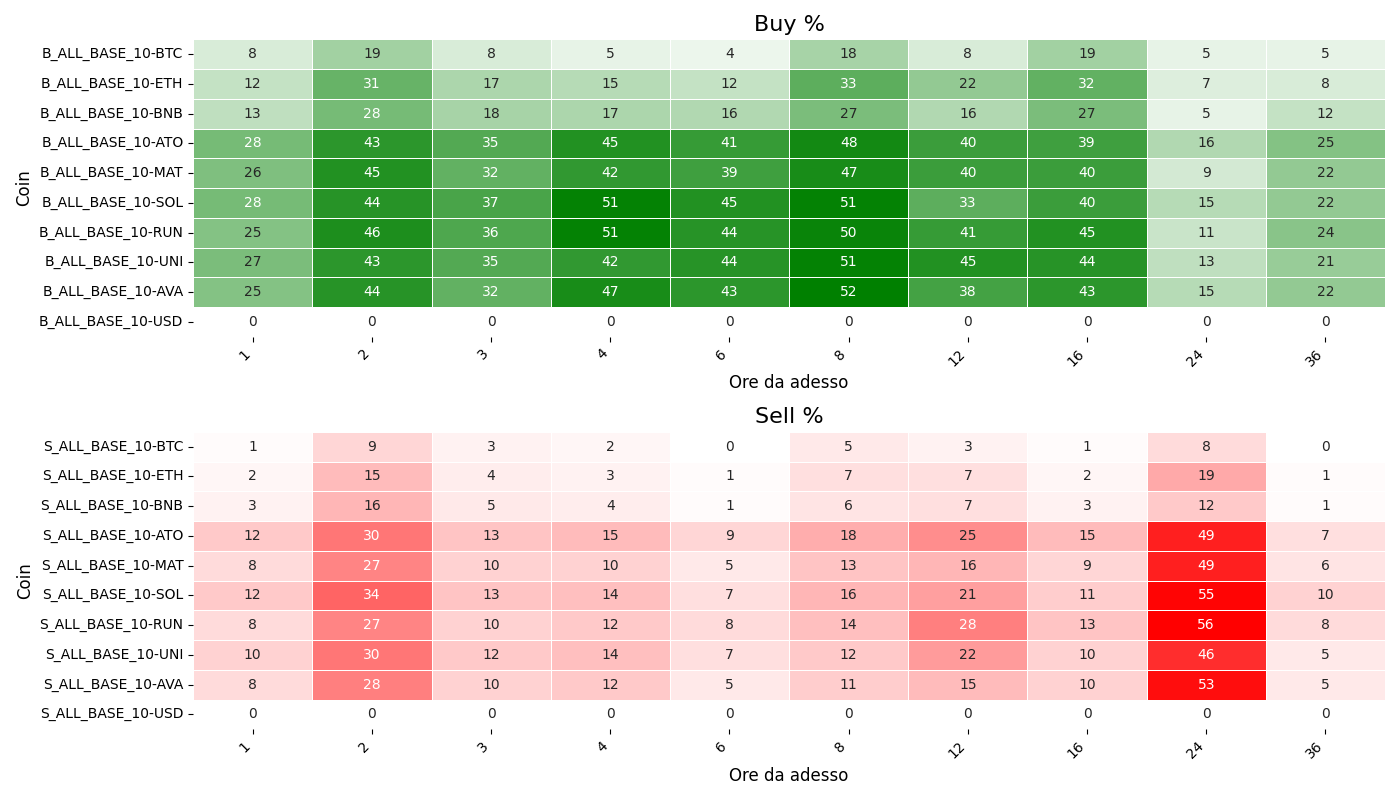 Buy %
Coin
B_ALL_BASE_10-BTC 8 19 8 5 4 18 8 19 5 5
B_ALL_BASE_10-ETH 12 31 17 15 12 33 22 32 7 8
B_ALL_BASE_10-BNB 13 28 18 17 16 27 16 27 5 12
B_ALL_BASE_10-ATO 28 43 35 45 41 48 40 39 16 25
B_ALL_BASE_10-MAT 26 45 32 42 39 47 40 40 9 22
B_ALL_BASE_10-SOL 28 44 37 51 45 51 33 40 15 22
B_ALL_BASE_10-RUN 25 46 36 51 44 50 41 45 11 24
B_ALL_BASE_10-UNI 27 43 35 42 44 51 45 44 13 21
B_ALL_BASE_10-AVA 25 44 32 47 43 52 38 43 15 22
B_ALL_BASE_10-USD 0 0 0 0 0 0 0 0 0 0
1 2 3 4 6 8 12 16 24 36
Ore da adesso
Sell %
Coin
S_ALL_BASE_10-BTC 1 9 3 2 0 5 3 1 8 0
S_ALL_BASE_10-ETH 2 15 4 3 1 7 7 2 19 1
S_ALL_BASE_10-BNB 3 16 5 4 1 6 7 3 12 1
S_ALL_BASE_10-ATO 12 30 13 15 9 18 25 15 49 7
S_ALL_BASE_10-MAT 8 27 10 10 5 13 16 9 49 6
S_ALL_BASE_10-SOL 12 34 13 14 7 16 21 11 55 10
S_ALL_BASE_10-RUN 8 27 10 12 8 14 28 13 56 8
S_ALL_BASE_10-UNI 10 30 12 14 7 12 22 10 46 5
S_ALL_BASE_10-AVA 8 28 10 12 5 11 15 10 53 5
S_ALL_BASE_10-USD 0 0 0 0 0 0 0 0 0 0
1 2 3 4 6 8 12 16 24 36
Ore da adesso